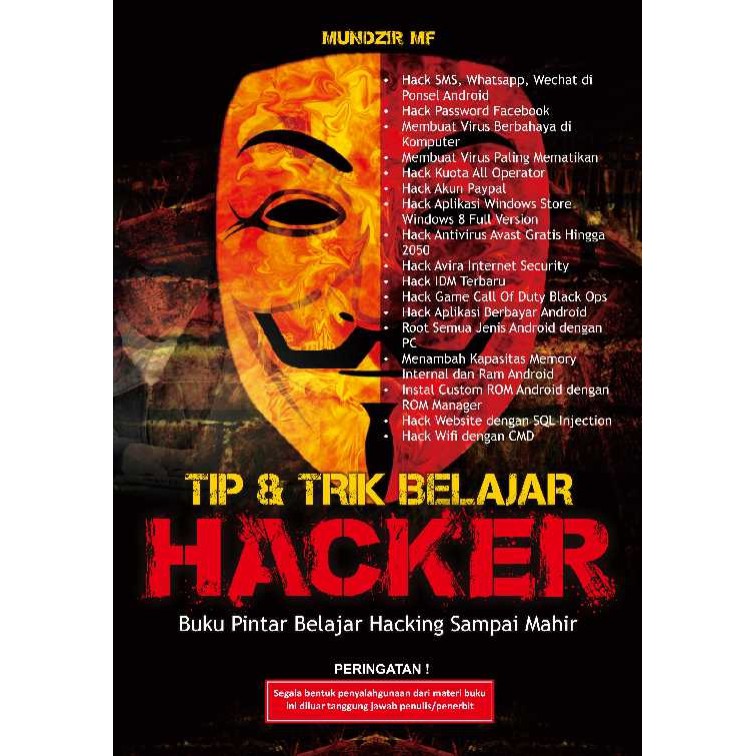 MUNDZIR MF
• Hack SMS, Whatsapp, Wechat di
Ponsel Android
• Hack Password Facebook
• Membuat Virus Berbahaya di
Komputer
• Membuat Virus Paling Mematikan
• Hack Kuota All Operator
• Hack Akun Paypal
• Hack Aplikasi Windows Store
Windows 8 Full Version
• Hack Antivirus Avast Gratis Hingga
2050
• Hack Avira Internet Security
• Hack IDM Terbaru
• Hack Game Call Of Duty Black Ops
• Hack Aplikasi Berbayar Android
• Root Semua Jenis Android dengan
PC
• Menambah Kapasitas Memory
Internal dan Ram Android
• Instal Custom ROM Android dengan
ROM Manager
• Hack Website dengan SQL Injection
• Hack Wifi dengan CMD
TIP & TRIK BELAJAR
HACKER
Buku Pintar Belajar Hacking Sampai Mahir
PERINGATAN !
Segala bentuk penyalahgunaan dari materi buku
ini diluar tanggung jawab penulis/penerbit